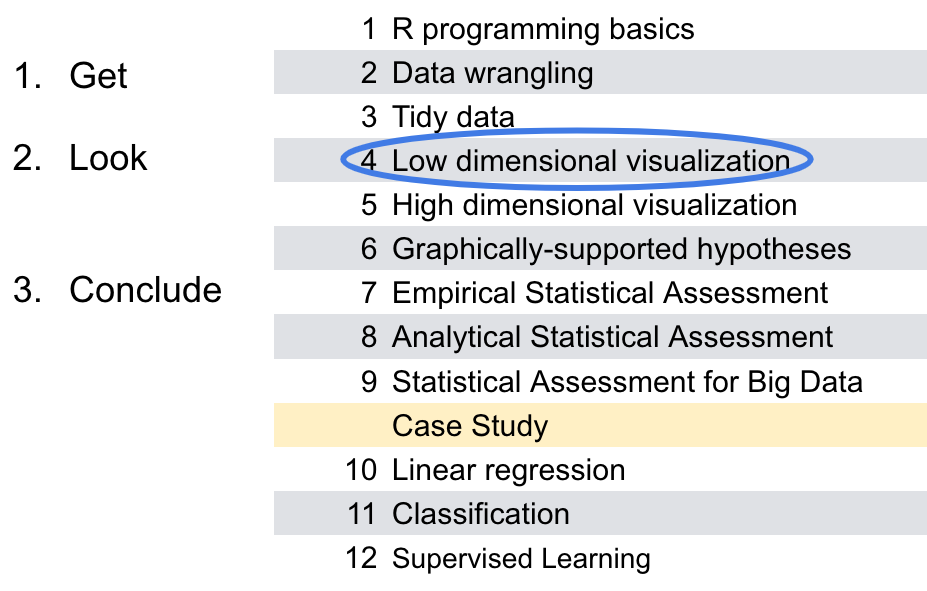 1 R programming basics
1. Get
2 Data wrangling
3 Tidy data
2. Look
4 Low dimensional visualization
5 High dimensional visualization
6 Graphically-supported hypotheses
3. Conclude
7 Empirical Statistical Assessment
8 Analytical Statistical Assessment
9 Statistical Assessment for Big Data
Case Study
10 Linear regression
11 Classification
12 Supervised Learning